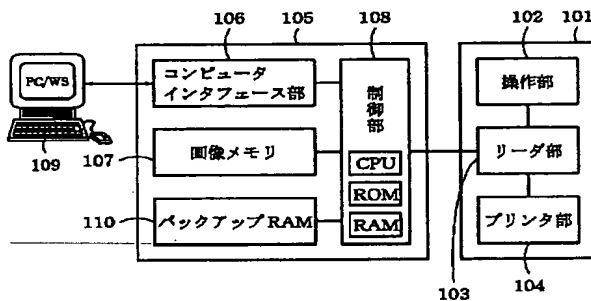 106
105
108
102
101
PC/WS
コンピュータ
インタフェース部
制御部
操作部
109
107
画像メモリ
CPU
リーダ部
ROM
110
バックアップRAM
RAM
プリンタ部
103
104